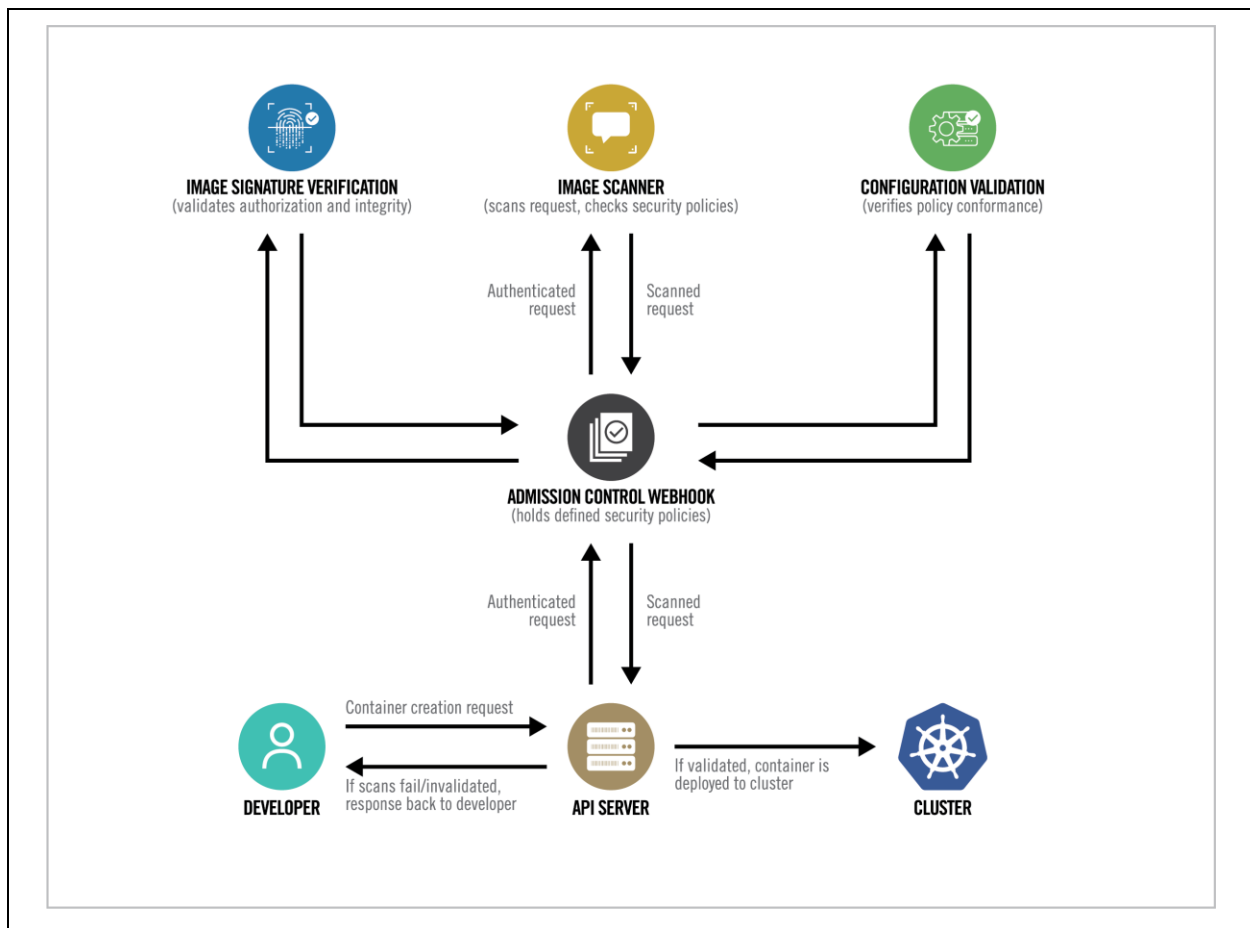 IMAGE SIGNATURE VERIFICATION
(validates authorization and integrity)
IMAGE SCANNER
(scans request, checks security policies)
CONFIGURATION VALIDATION
(verifies policy conformance)
Authenticated
request
Scanned
request
ADMISSION CONTROL WEBHOOK
(holds defined security policies)
Authenticated
request
Scanned
request
Container creation request
If scans fail/invalidated,
response back to developer
If validated, container is
deployed to cluster
DEVELOPER
API SERVER
CLUSTER